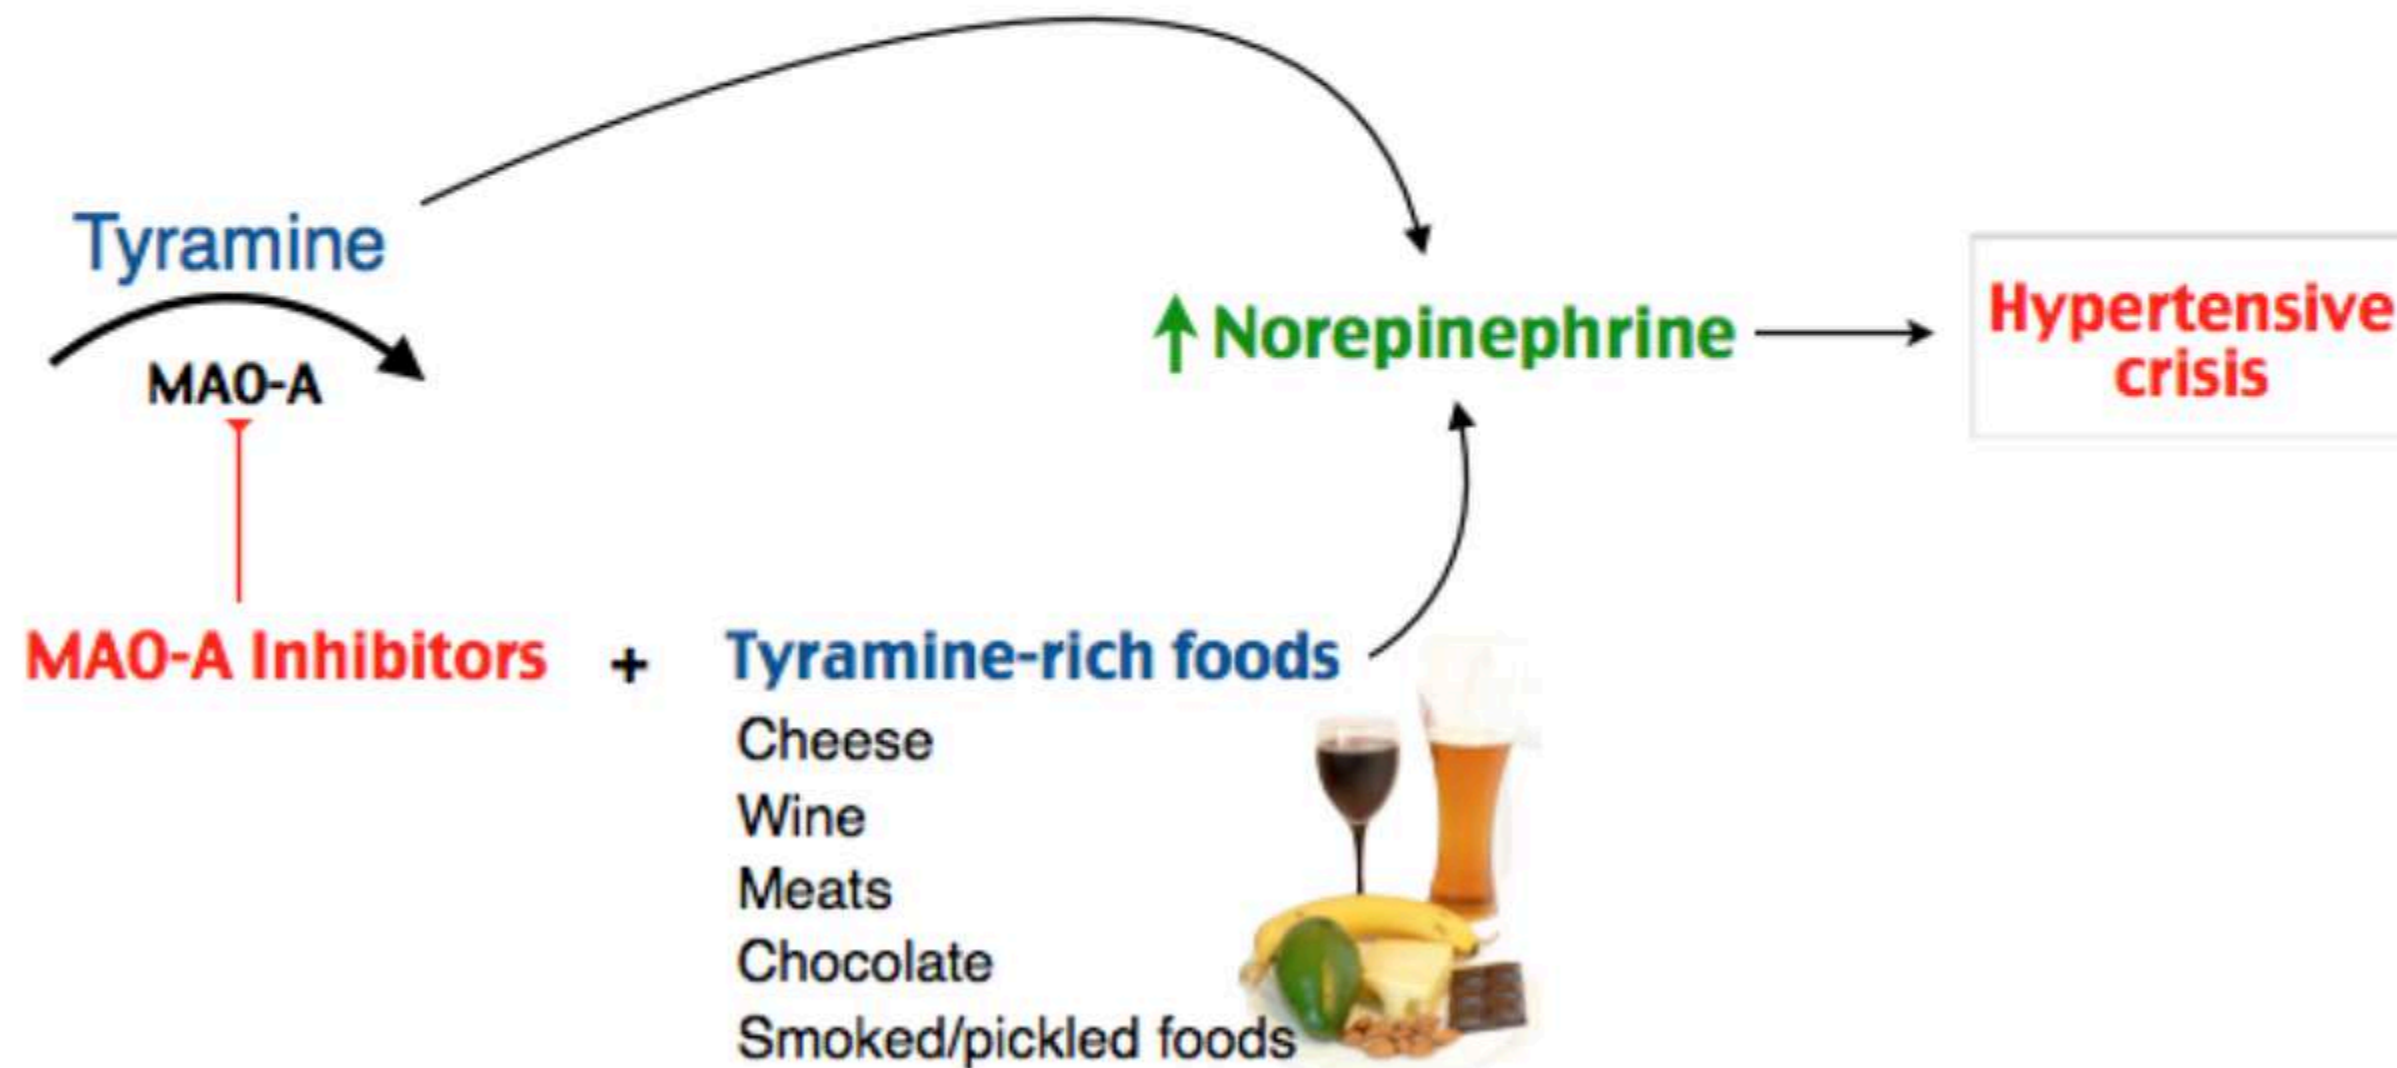 Tyramine
MAO-A
↑ Norepinephrine
Hypertensive
crisis
MAO-A Inhibitors + Tyramine-rich foods
Cheese
Wine
Meats
Chocolate
Smoked/pickled foods